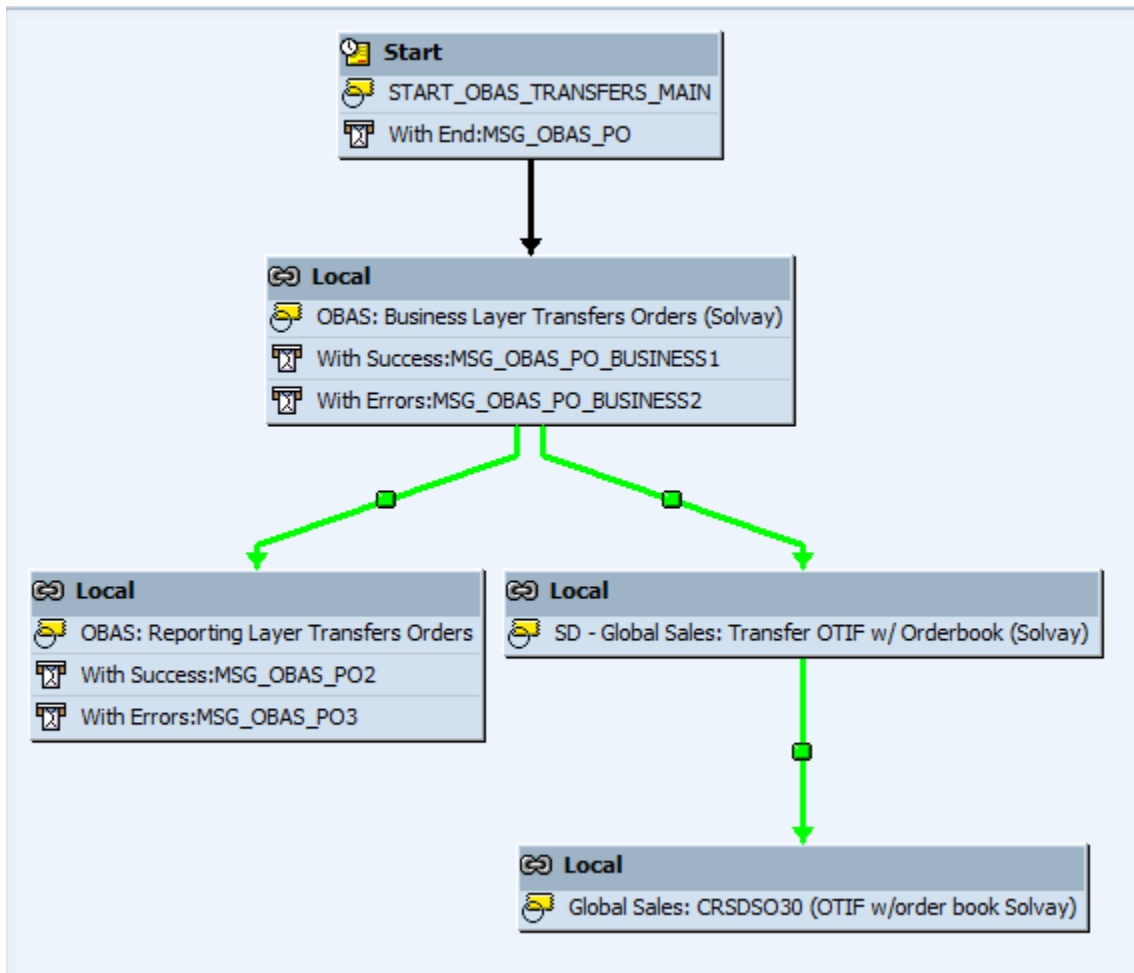 Start
START_OBAS_TRANSFERS_MAIN
With End:MSG_OBAS_PO
Local
OBAS: Business Layer Transfers Orders (Solvay)
With Success:MSG_OBAS_PO_BUSINESS1
With Errors:MSG_OBAS_PO_BUSINESS2
Local
OBAS: Reporting Layer Transfers Orders
With Success:MSG_OBAS_PO2
With Errors:MSG_OBAS_PO3
Local
SD - Global Sales: Transfer OTIF w/ Orderbook (Solvay)
Local
Global Sales: CRSDSO30 (OTIF w/order book Solvay)